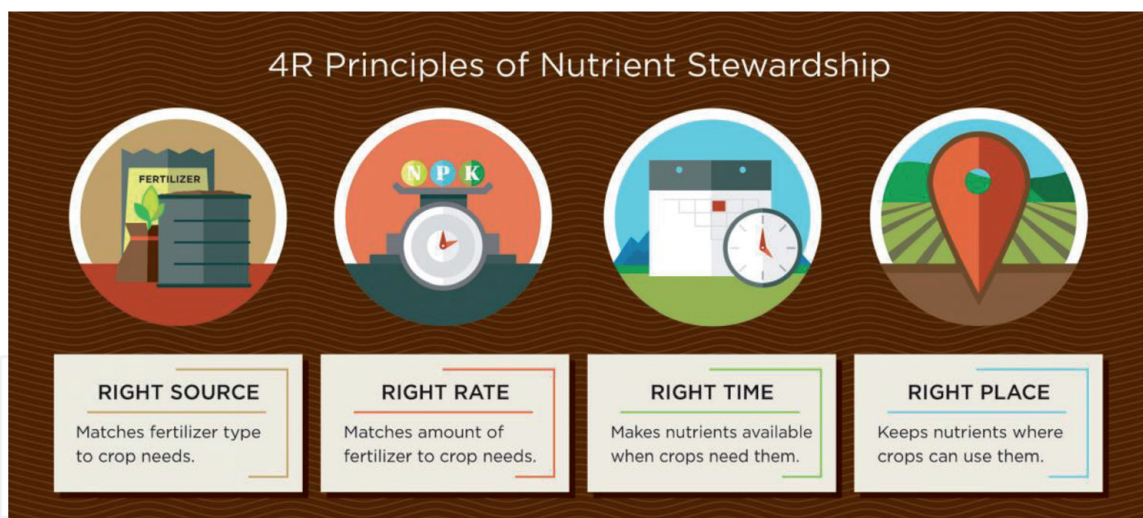 4R Principles of Nutrient Stewardship
FERTILIZER
N P K
RIGHT SOURCE
Matches fertilizer type
to crop needs.
RIGHT RATE
Matches amount of
fertilizer to crop needs.
RIGHT TIME
Makes nutrients available
when crops need them.
RIGHT PLACE
Keeps nutrients where
crops can use them.